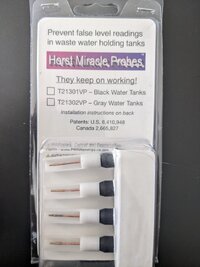 Prevent false level readings
in waste water holding tanks
Horst Miracle Probes
They keep on working!
T21301VP – Black Water Tanks
T21302VP – Gray Water Tanks
Installation instructions on back
Patents: U.S. 6,410,948
Canada 2,665,827